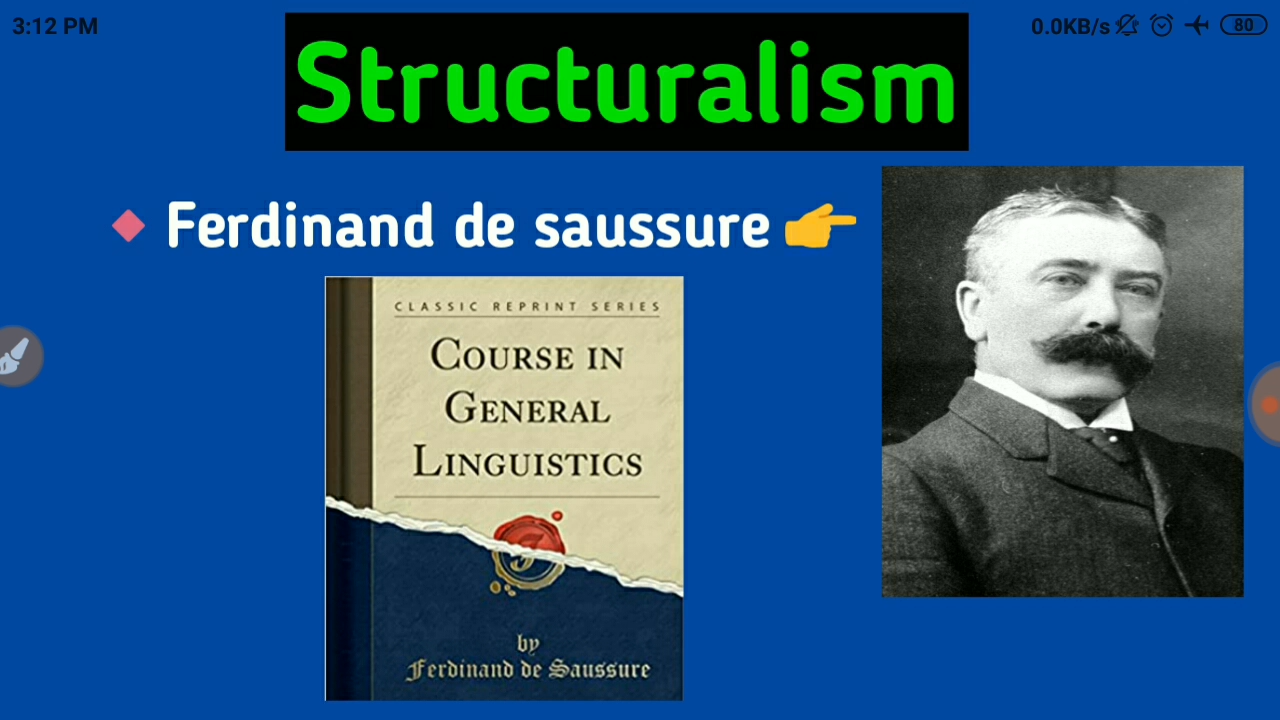 3:12 PM
0.0KB/s
80
Structuralism
Ferdinand de saussure
CLASSIC REPRINT SERIES
COURSE IN
GENERAL
LINGUISTICS
by
Ferdinand de Saussure